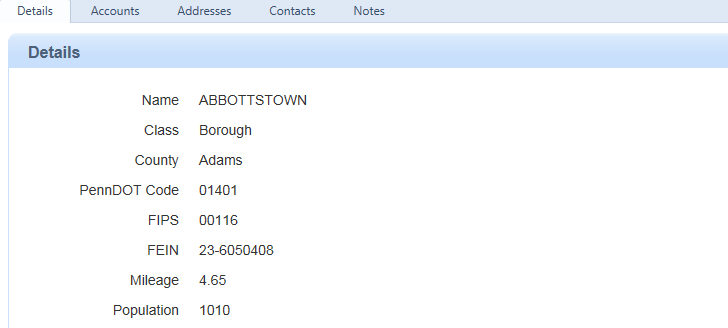 Details Accounts Addresses Contacts Notes
Details
Name ABBOTTSTOWN
Class Borough
County Adams
PennDOT Code 01401
FIPS 00116
FEIN 23-6050408
Mileage 4.65
Population 1010